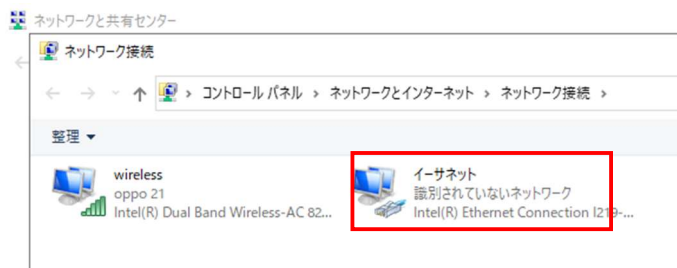 ネットワークと共有センター
ネットワーク接続
コントロール パネル › ネットワークとインターネット › ネットワーク接続 ›
整理
wireless
oppo 21
Intel(R) Dual Band Wireless-AC 82...
イーサネット
識別されていないネットワーク
Intel(R) Ethernet Connection I219-...